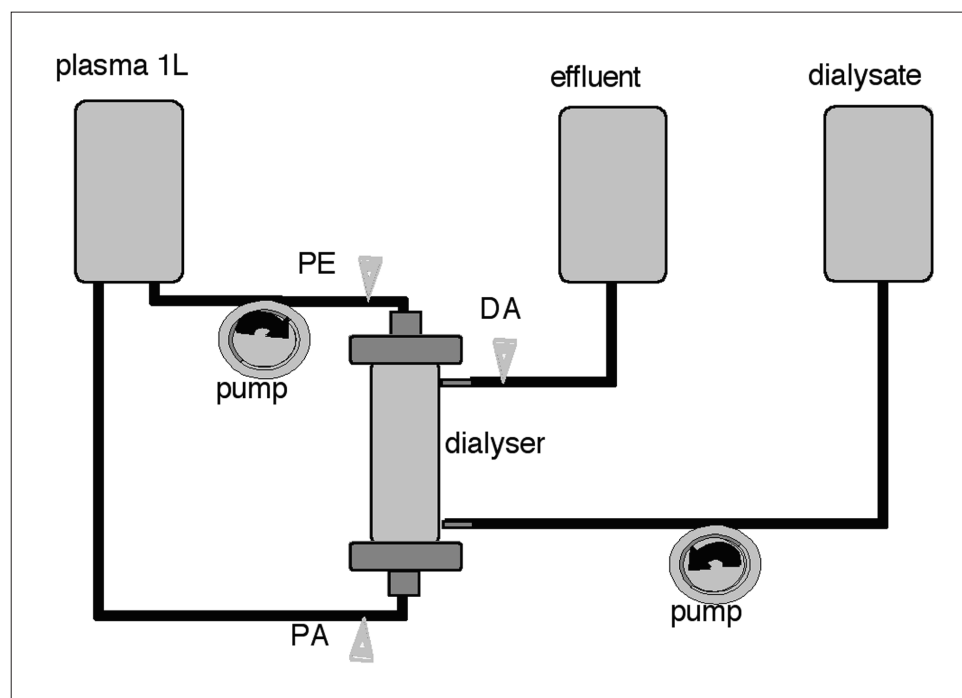 plasma 1L
effluent
dialysate
PE
DA
pump
dialyser
pump
PA